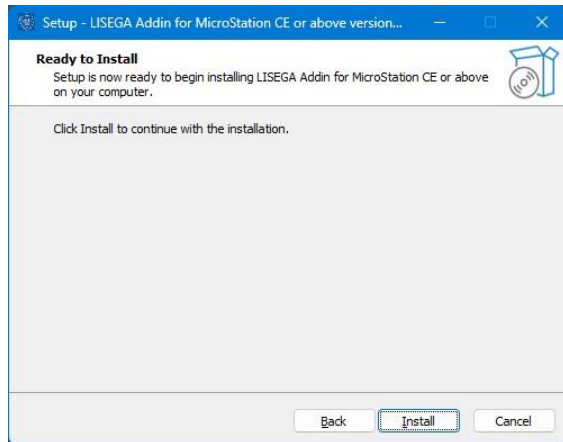 Setup - LISEGA Addin for MicroStation CE or above version...
Ready to Install
Setup is now ready to begin installing LISEGA Addin for MicroStation CE or above
on your computer.
Click Install to continue with the installation.
Back
Install
Cancel